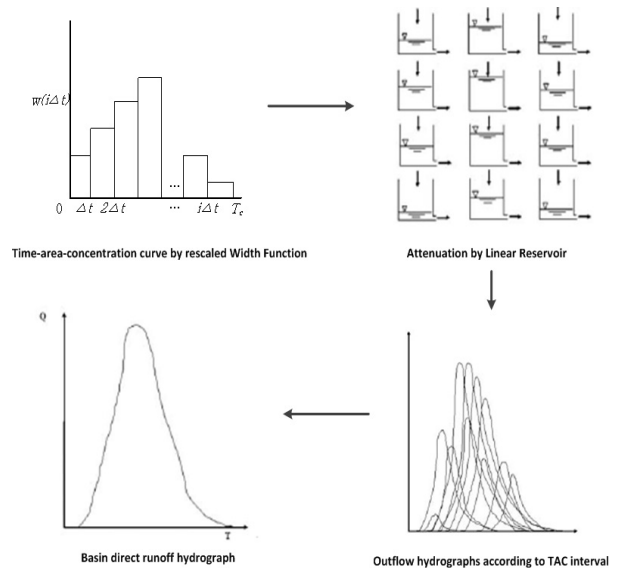 w(iΔt)
0 Δt 2Δt ... ... iΔt Tc
Time-area-concentration curve by rescaled Width Function
Attenuation by Linear Reservoir
Q
T
Basin direct runoff hydrograph
Outflow hydrographs according to TAC interval